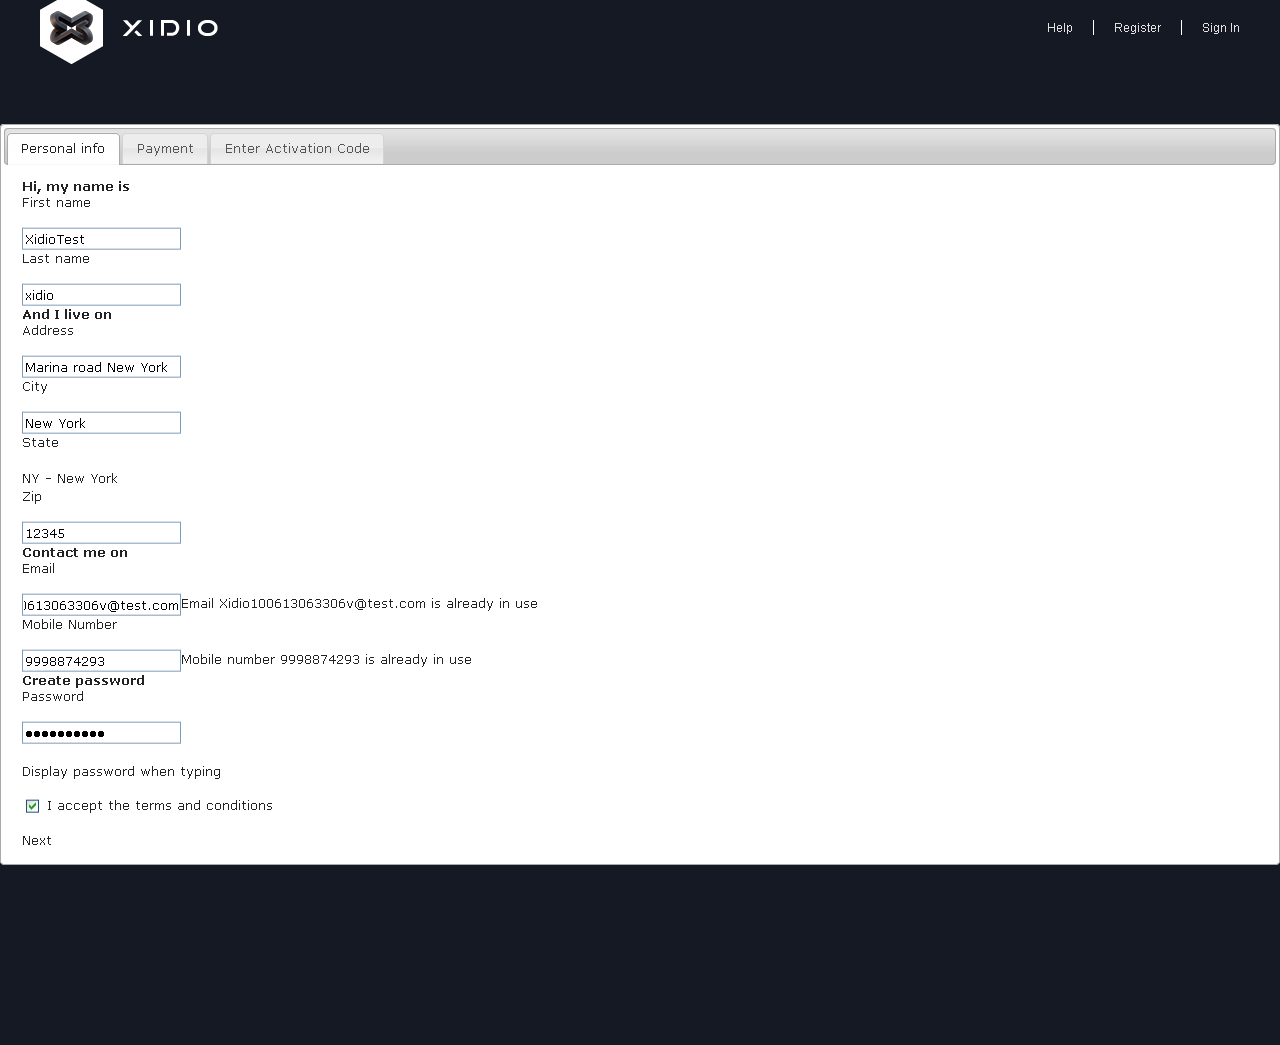 XIDIO
Help Register Sign In
Personal info Payment Enter Activation Code
Hi, my name is
First name
XidioTest
Last name
xidio
And I live on
Address
Marina road New York
City
New York
State
NY - New York
Zip
12345
Contact me on
Email
0613063306v@test.com Email Xidio100613063306v@test.com is already in use
Mobile Number
9998874293 Mobile number 9998874293 is already in use
Create password
Password
••••••••••
Display password when typing
I accept the terms and conditions
Next